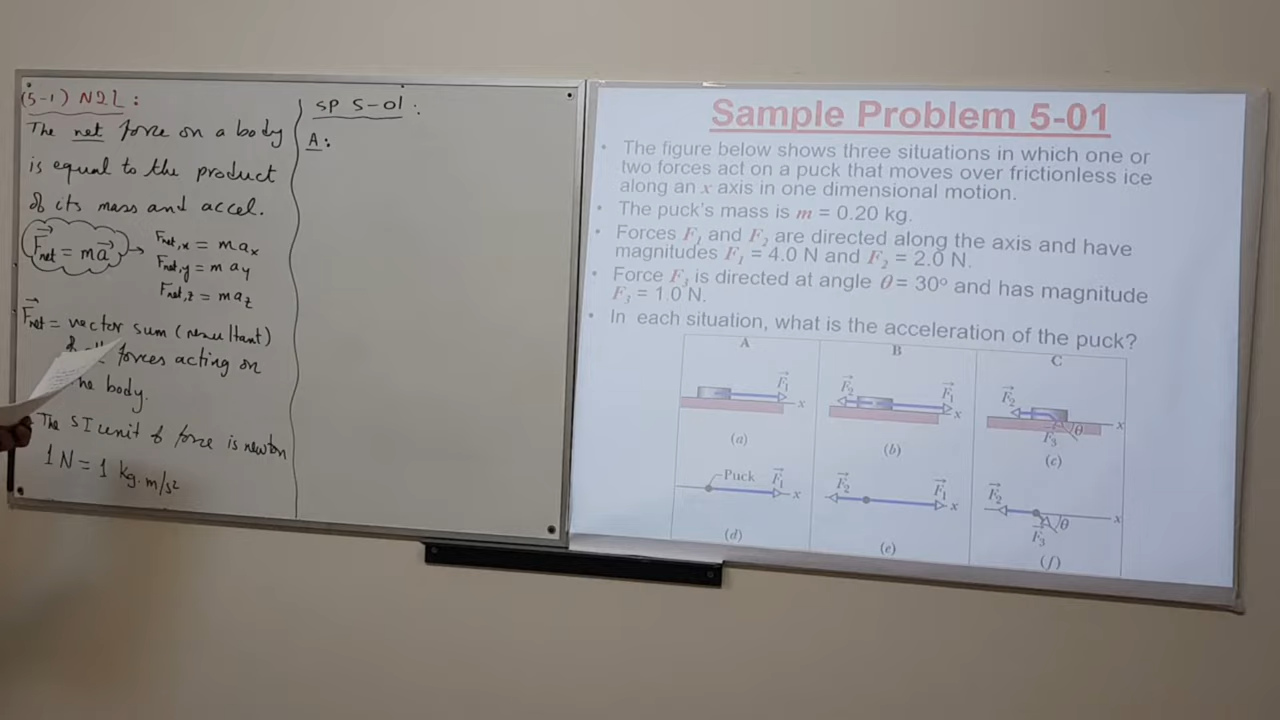 (5-1) N2L:
The net force on a body
is equal to the product
of its mass and accel.
F⃗net = ma⃗ → Fnet,x = max
Fnet,y = may
Fnet,z = maz
F⃗net = vector sum (resultant)
forces acting on
the body.
The SI unit of force is newton
1 N = 1 kg.m/s²
SP 5-01:
A:
Sample Problem 5-01
• The figure below shows three situations in which one or
two forces act on a puck that moves over frictionless ice
along an x axis in one dimensional motion.
• The puck's mass is m = 0.20 kg.
• Forces F₁ and F₂ are directed along the axis and have
magnitudes F₁ = 4.0 N and F₂ = 2.0 N.
• Force F₃ is directed at angle θ = 30° and has magnitude
F₃ = 1.0 N.
• In each situation, what is the acceleration of the puck?
A
F⃗₁
x
(a)
Puck F⃗₁
x
(d)
B
F⃗₂ F⃗₁
x
(b)
F⃗₂ F⃗₁
x
(e)
C
F⃗₂
x
F⃗₃ θ
(c)
F⃗₂
x
F⃗₃ θ
(f)